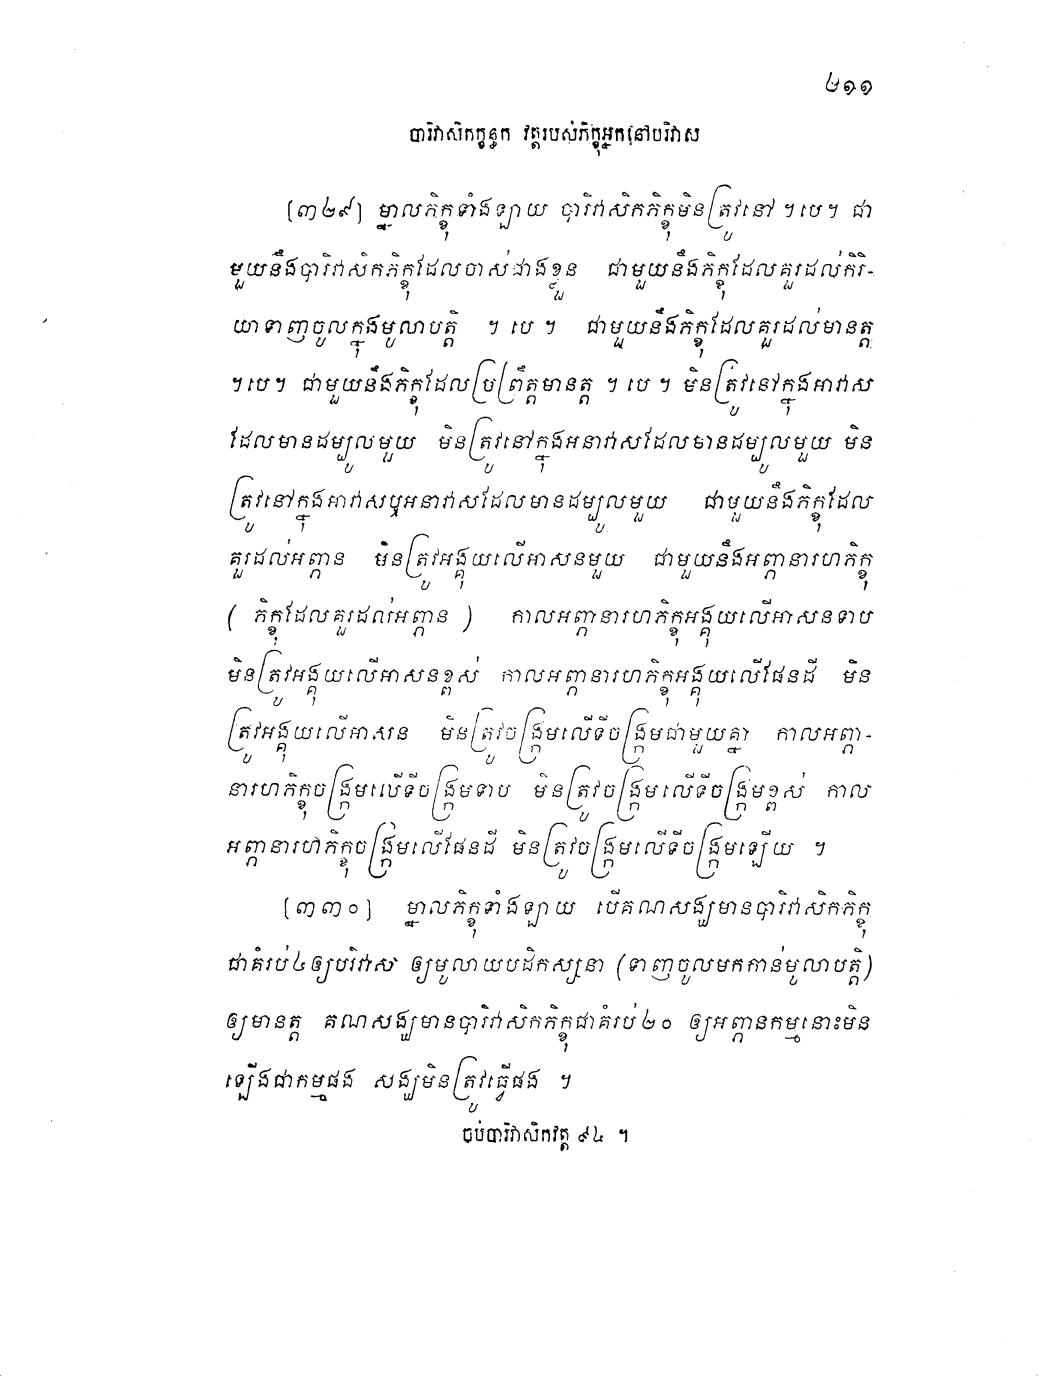 ២១១
បារិវាសិកក្ខន្ធក វត្តរបស់ភិក្ខុអ្នកនៅបរិវាស
[៣២៩] ម្នាលភិក្ខុទាំងឡាយ បារិវាសិកភិក្ខុមិនត្រូវនៅ ។បេ។ ជា
មួយនឹងបារិវាសិកភិក្ខុដែលចាស់ជាងខ្លួន ជាមួយនឹងភិក្ខុដែលគួរដល់កិរិ-
យាទាញចូលក្នុងមូលាបត្តិ ។ បេ ។ ជាមួយនឹងភិក្ខុដែលគួរដល់មានត្ត
។បេ។ ជាមួយនឹងភិក្ខុដែលប្រព្រឹត្តមានត្ត ។ បេ ។ មិនត្រូវនៅក្នុងអាវាស
ដែលមានដម្បូលមួយ មិនត្រូវនៅក្នុងអនាវាសដែលមានដម្បូលមួយ មិន
ត្រូវនៅក្នុងអាវាសឬអនាវាសដែលមានដម្បូលមួយ ជាមួយនឹងភិក្ខុដែល
គួរដល់អព្ភាន មិនត្រូវអង្គុយលើអាសនមួយ ជាមួយនឹងអព្ភានារហភិក្ខុ
( ភិក្ខុដែលគួរដល់អព្ភាន ) កាលអព្ភានារហភិក្ខុអង្គុយលើអាសនទាប
មិនត្រូវអង្គុយលើអាសនខ្ពស់ កាលអព្ភានារហភិក្ខុអង្គុយលើផែនដី មិន
ត្រូវអង្គុយលើអាសន មិនត្រូវចង្ក្រមលើទីចង្ក្រមជាមួយគ្នា កាលអព្ភា-
នារហភិក្ខុចង្ក្រមលើទីចង្ក្រមទាប មិនត្រូវចង្ក្រមលើទីចង្ក្រមខ្ពស់ កាល
អព្ភានារហភិក្ខុចង្ក្រមលើផែនដី មិនត្រូវចង្ក្រមលើទីចង្ក្រមឡើយ ។
[៣៣០] ម្នាលភិក្ខុទាំងឡាយ បើគណសង្ឃមានបារិវាសិកភិក្ខុ
ជាគំរប់៤ឲ្យបរិវាស ឲ្យមូលាយបដិកស្សនា (ទាញចូលមកកាន់មូលាបត្តិ)
ឲ្យមានត្ត គណសង្ឃមានបារិវាសិកភិក្ខុជាគំរប់២០ ឲ្យអព្ភានកម្មនោះមិន
ឡើងជាកម្មផង សង្ឃមិនត្រូវធ្វើផង ។
ចប់បារិវាសិកវត្ត ៩៤ ។